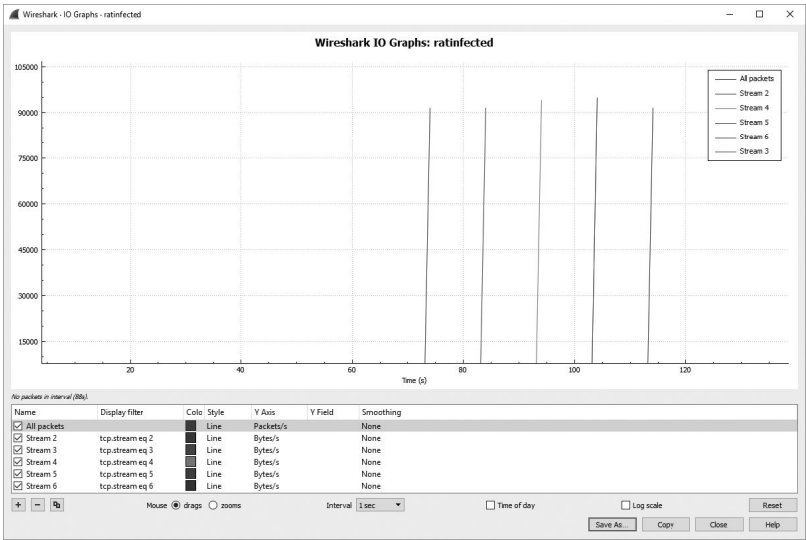 Wireshark · IO Graphs · ratinfected
Wireshark IO Graphs: ratinfected
105000
90000
75000
60000
45000
30000
15000
All packets
Stream 2
Stream 4
Stream 5
Stream 6
Stream 3
20 40 60 80 100 120
Time (s)
No packets in interval (88s).
Name Display filter Colo Style Y Axis Y Field Smoothing
All packets Line Packets/s None
Stream 2 tcp.stream eq 2 Line Bytes/s None
Stream 3 tcp.stream eq 3 Line Bytes/s None
Stream 4 tcp.stream eq 4 Line Bytes/s None
Stream 5 tcp.stream eq 5 Line Bytes/s None
Stream 6 tcp.stream eq 6 Line Bytes/s None
+ − Mouse drags zooms Interval 1 sec Time of day Log scale Reset
Save As... Copy Close Help